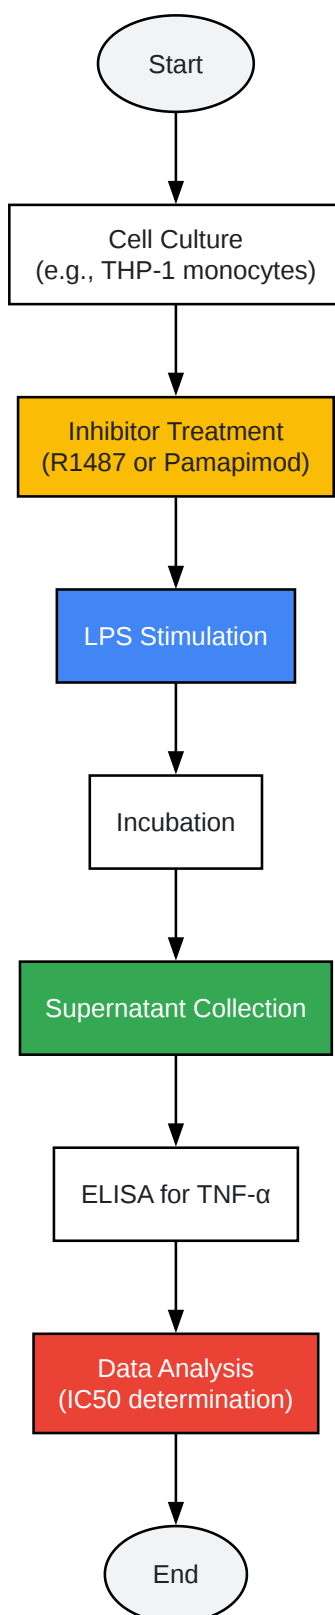 Start
Cell Culture
(e.g., THP-1 monocytes)
Inhibitor Treatment
(R1487 or Pamapimod)
LPS Stimulation
Incubation
Supernatant Collection
ELISA for TNF-α
Data Analysis
(IC50 determination)
End